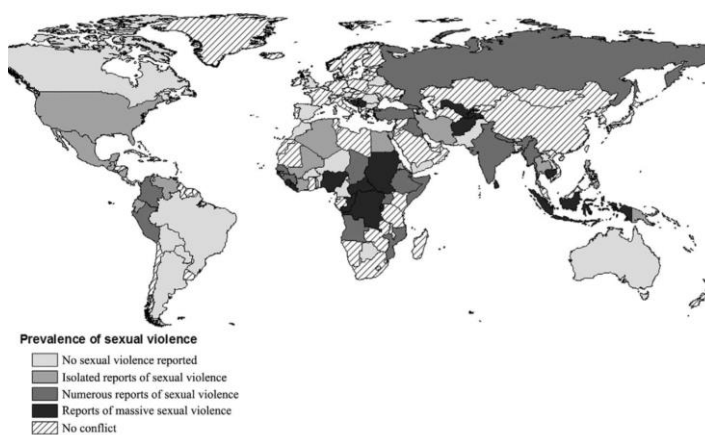 Prevalence of sexual violence
No sexual violence reported
Isolated reports of sexual violence
Numerous reports of sexual violence
Reports of massive sexual violence
No conflict